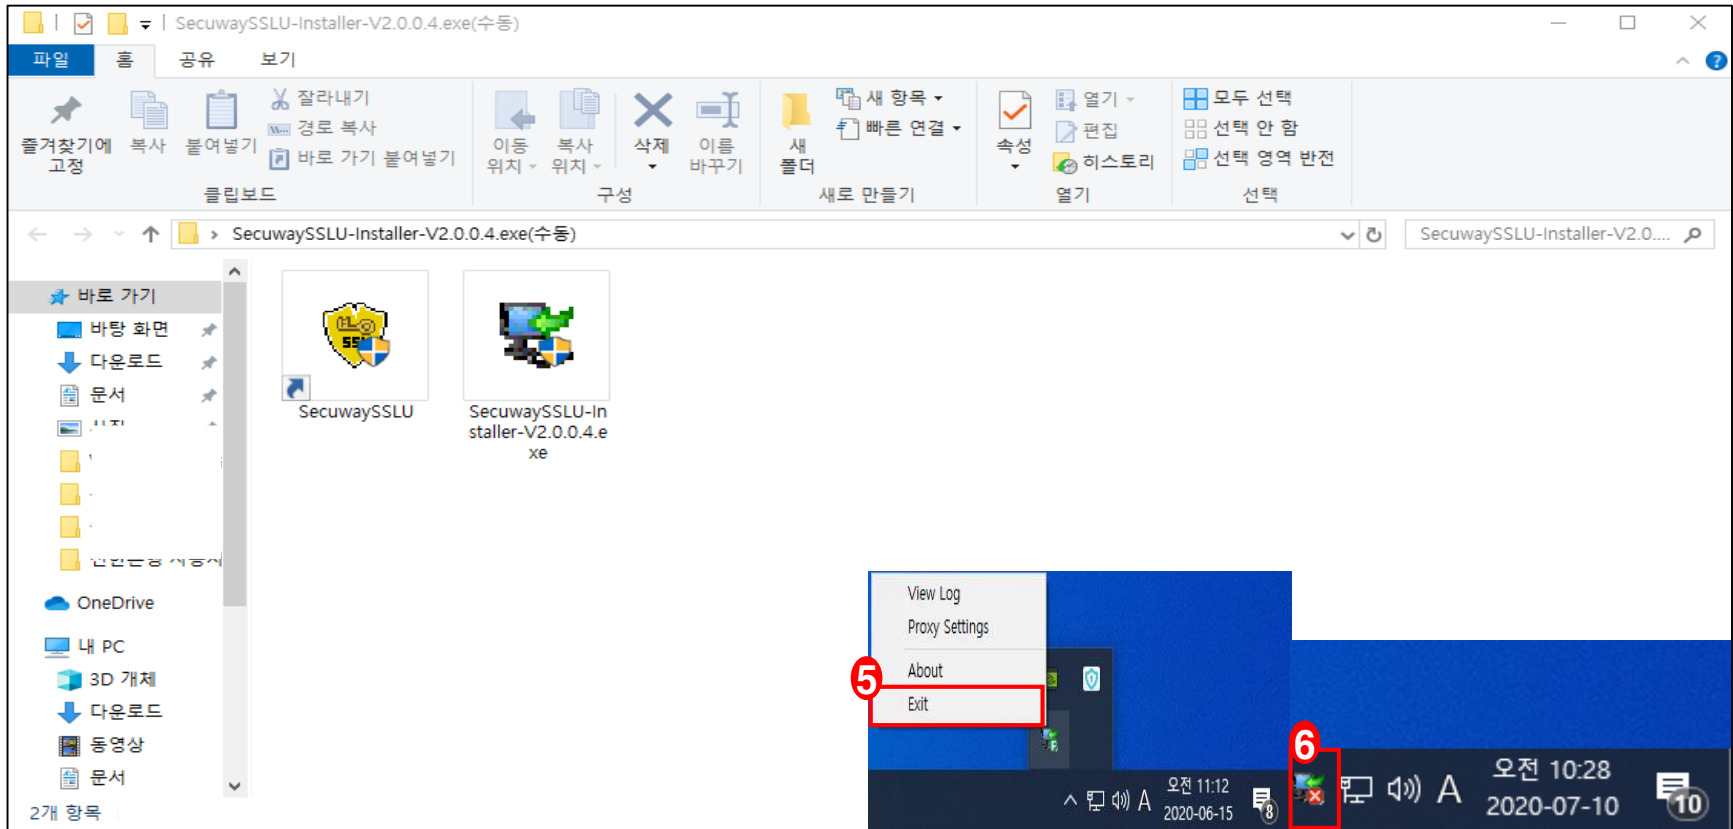 SecuwaySSLU-Installer-V2.0.0.4.exe(수동)
파일 홈 공유 보기
즐겨찾기에
고정
복사
붙여넣기
잘라내기
경로 복사
바로 가기 붙여넣기
클립보드
이동
위치
복사
위치
삭제
이름
바꾸기
구성
새
폴더
새 항목
빠른 연결
새로 만들기
속성
열기
편집
히스토리
열기
모두 선택
선택 안 함
선택 영역 반전
선택
SecuwaySSLU-Installer-V2.0.0.4.exe(수동)
SecuwaySSLU-Installer-V2.0....
바로 가기
바탕 화면
다운로드
문서
OneDrive
내 PC
3D 개체
다운로드
동영상
문서
2개 항목
SecuwaySSLU
SecuwaySSLU-In
staller-V2.0.0.4.e
xe
View Log
Proxy Settings
About
5
Exit
A
오전 11:12
2020-06-15
8
6
A
오전 10:28
2020-07-10
10